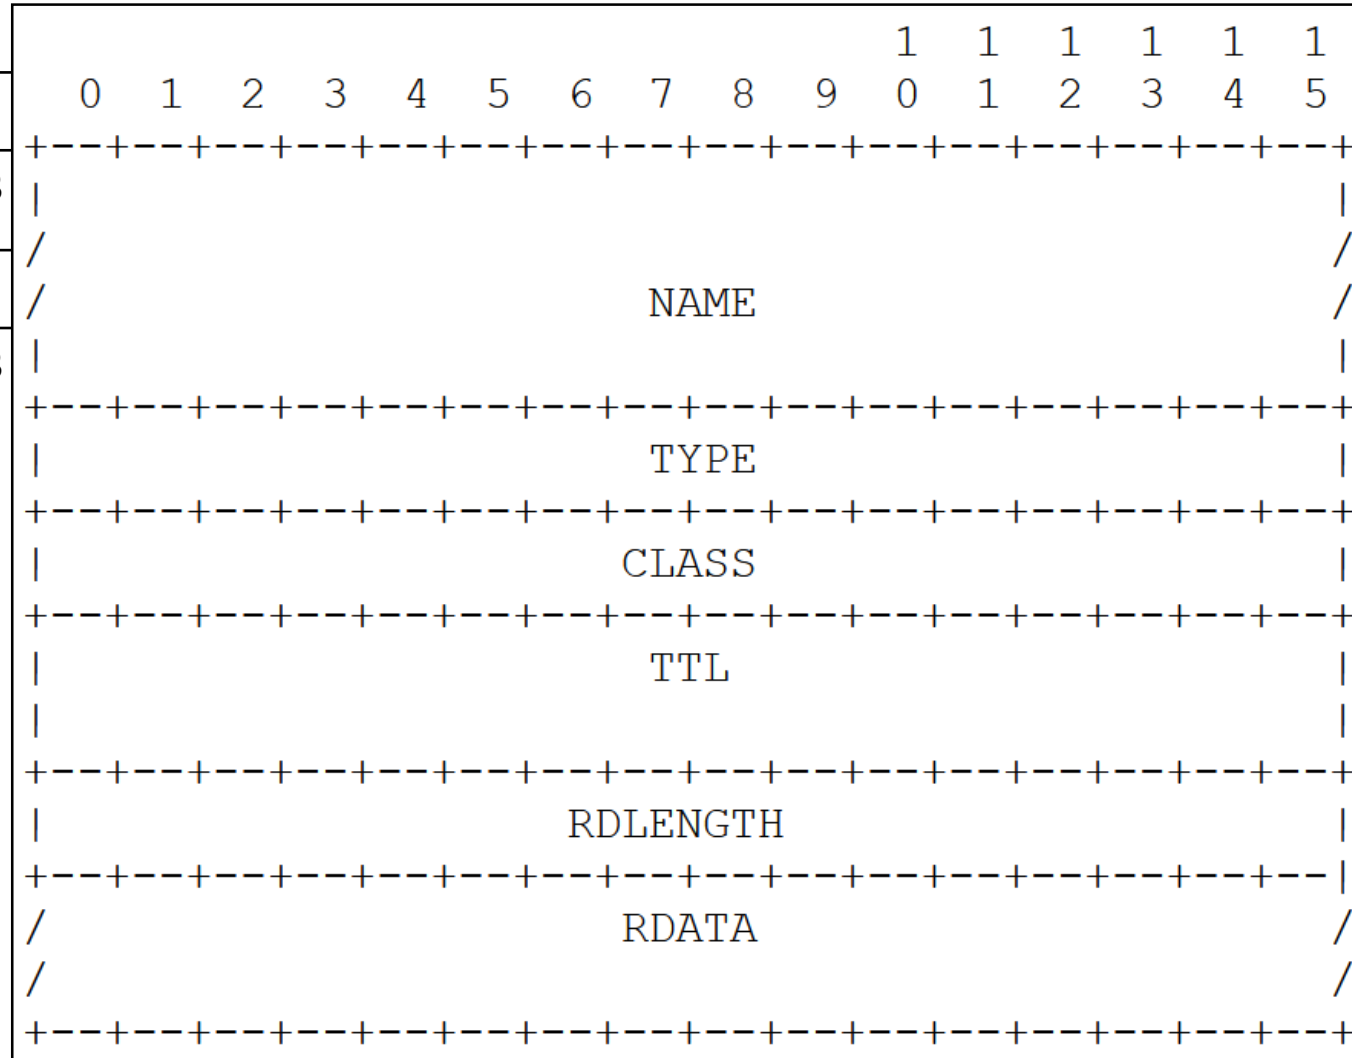 1  1  1  1  1  1
  0  1  2  3  4  5  6  7  8  9  0  1  2  3  4  5
+--+--+--+--+--+--+--+--+--+--+--+--+--+--+--+--+
|                                               |
/                                               /
/                      NAME                     /
|                                               |
+--+--+--+--+--+--+--+--+--+--+--+--+--+--+--+--+
|                      TYPE                     |
+--+--+--+--+--+--+--+--+--+--+--+--+--+--+--+--+
|                     CLASS                     |
+--+--+--+--+--+--+--+--+--+--+--+--+--+--+--+--+
|                      TTL                      |
|                                               |
+--+--+--+--+--+--+--+--+--+--+--+--+--+--+--+--+
|                   RDLENGTH                    |
+--+--+--+--+--+--+--+--+--+--+--+--+--+--+--+--|
/                     RDATA                     /
/                                               /
+--+--+--+--+--+--+--+--+--+--+--+--+--+--+--+--+